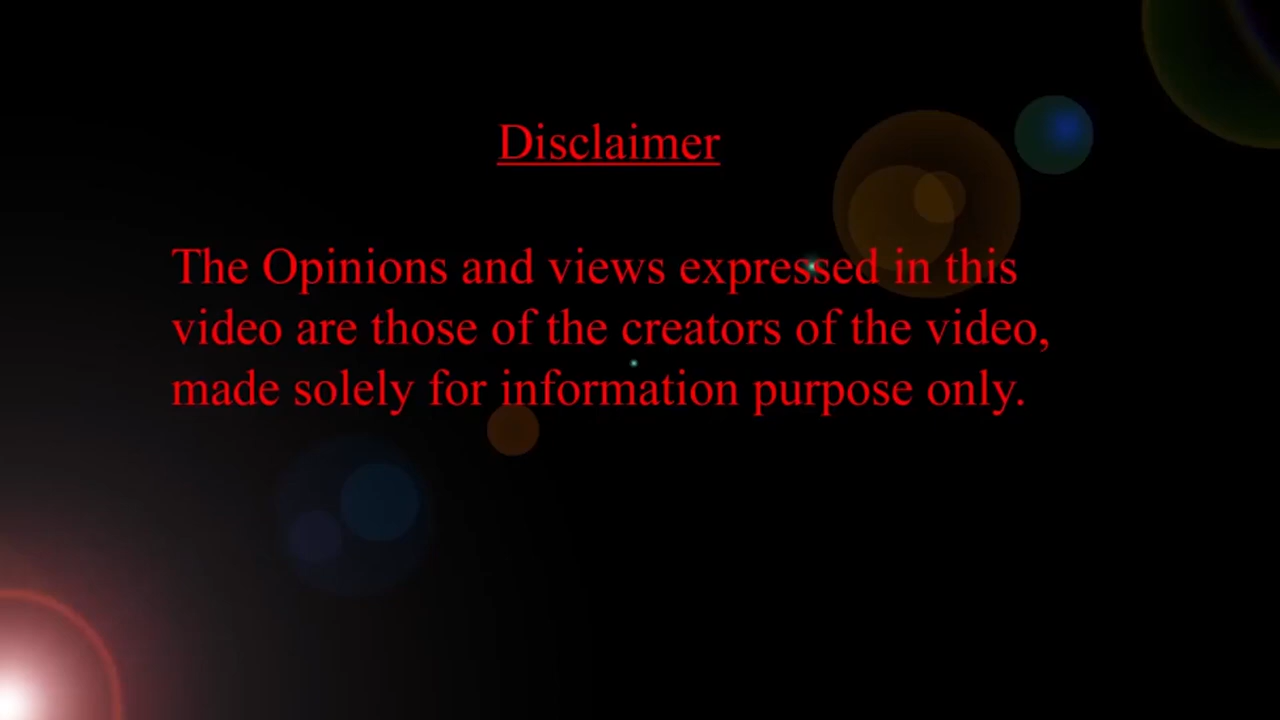 Disclaimer
The Opinions and views expressed in this
video are those of the creators of the video,
made solely for information purpose only.